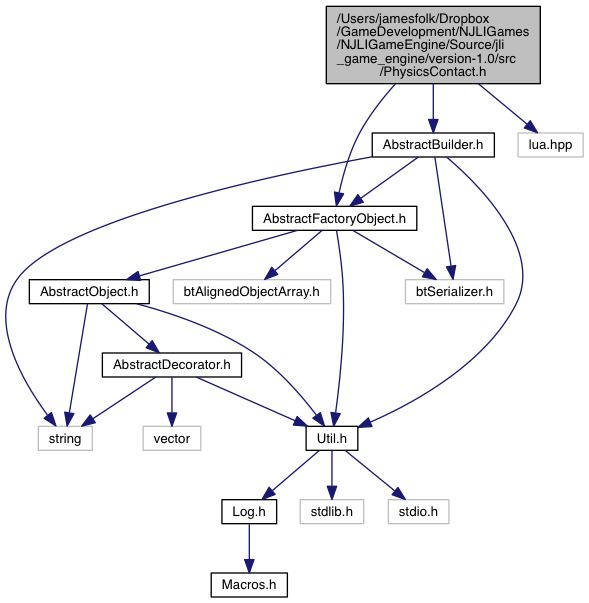 /Users/jamesfolk/Dropbox
/GameDevelopment/NJLIGames
/NJLIGameEngine/Source/jli
_game_engine/version-1.0/src
/PhysicsContact.h
AbstractBuilder.h
lua.hpp
AbstractFactoryObject.h
AbstractObject.h
btAlignedObjectArray.h
btSerializer.h
AbstractDecorator.h
string
vector
Util.h
Log.h
stdlib.h
stdio.h
Macros.h